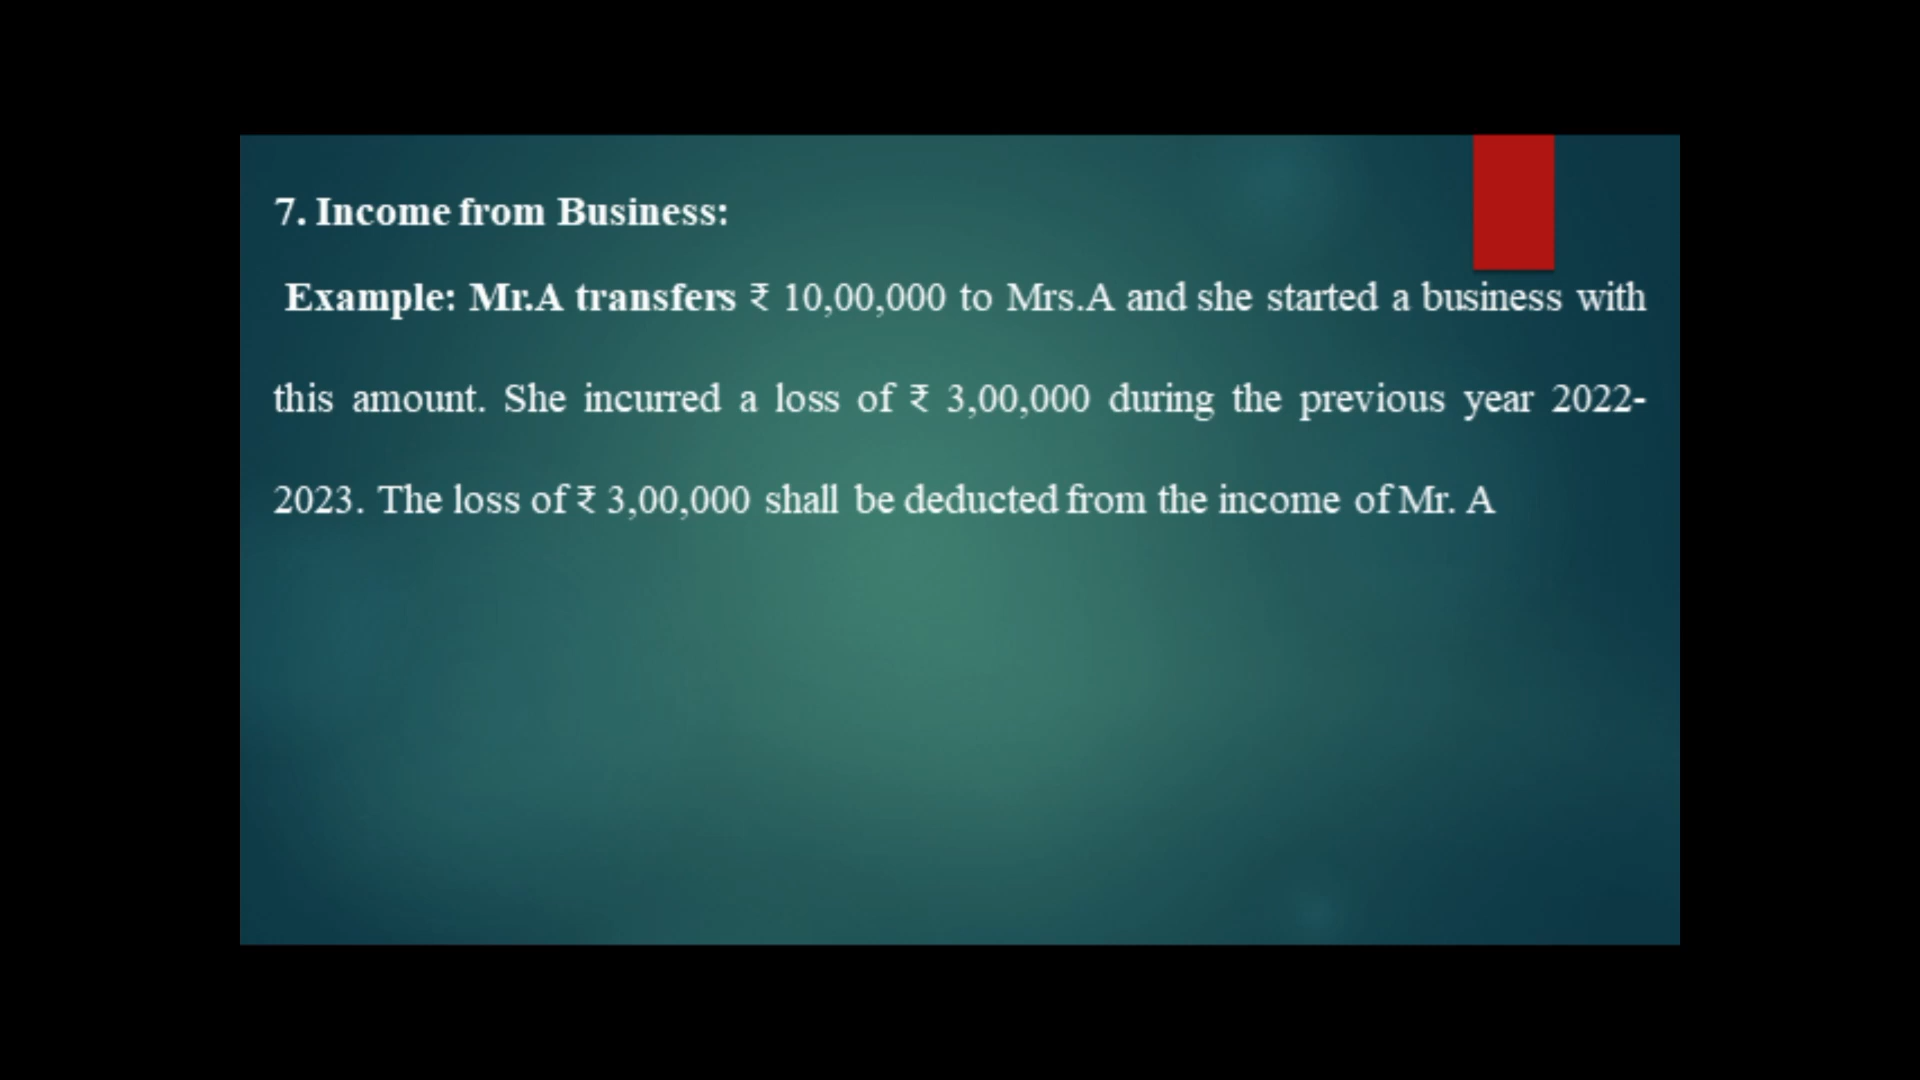 7. Income from Business:
Example: Mr.A transfers ₹ 10,00,000 to Mrs.A and she started a business with
this amount. She incurred a loss of ₹ 3,00,000 during the previous year 2022-
2023. The loss of ₹ 3,00,000 shall be deducted from the income of Mr. A